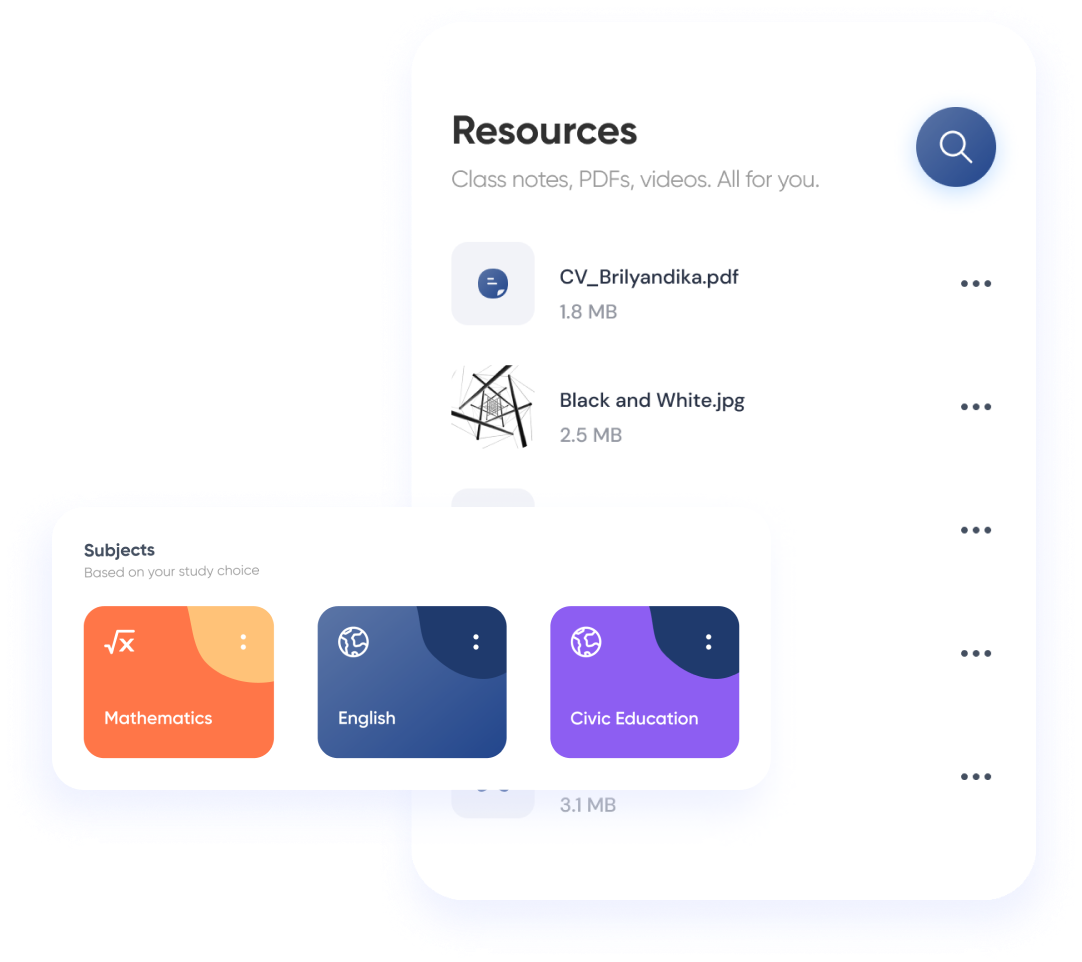 Resources
Class notes, PDFs, videos. All for you.
CV_Brilyandika.pdf
1.8 MB
Black and White.jpg
2.5 MB
Subjects
Based on your study choice
√x
Mathematics
English
Civic Education
3.1 MB